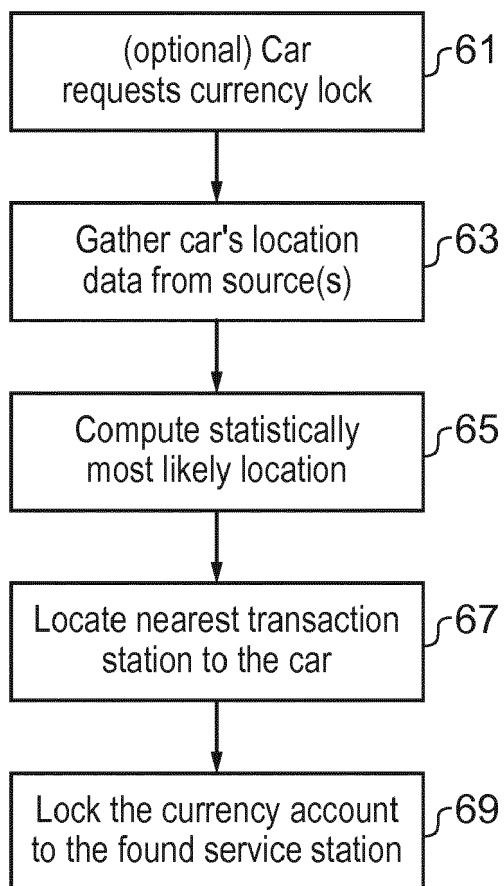 (optional) Car
requests currency lock
61
Gather car's location
data from source(s)
63
Compute statistically
most likely location
65
Locate nearest transaction
station to the car
67
Lock the currency account
to the found service station
69